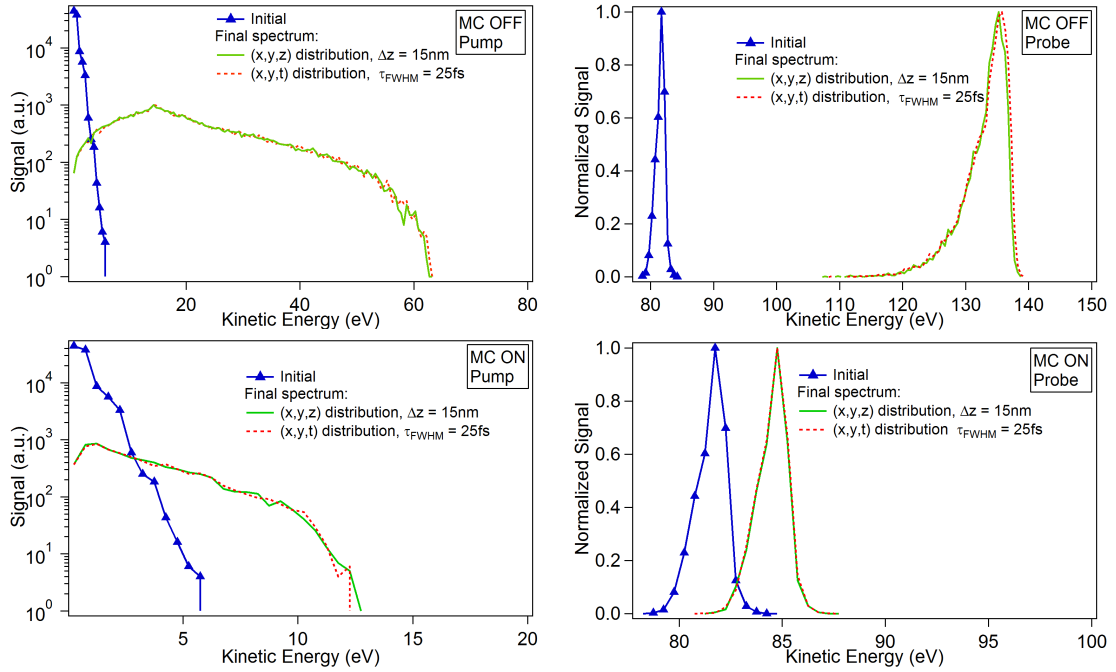 MC OFF
Pump
Initial
Final spectrum:
(x,y,z) distribution, Δz = 15nm
(x,y,t) distribution,  τFWHM = 25fs
Signal (a.u.)
10⁴
10³
10²
10¹
10⁰
20
40
60
80
Kinetic Energy (eV)
MC OFF
Probe
Initial
Final spectrum:
(x,y,z) distribution, Δz = 15nm
(x,y,t) distribution,  τFWHM = 25fs
Normalized Signal
1.0
0.8
0.6
0.4
0.2
0.0
80
90
100
110
120
130
140
150
Kinetic Energy (eV)
MC ON
Pump
Initial
Final spectrum:
(x,y,z) distribution, Δz = 15nm
(x,y,t) distribution,  τFWHM = 25fs
Signal (a.u.)
10⁴
10³
10²
10¹
10⁰
5
10
15
20
Kinetic Energy (eV)
MC ON
Probe
Initial
Final spectrum:
(x,y,z) distribution, Δz = 15nm
(x,y,t) distribution  τFWHM = 25fs
Normalized Signal
1.0
0.8
0.6
0.4
0.2
0.0
80
85
90
95
100
Kinetic Energy (eV)